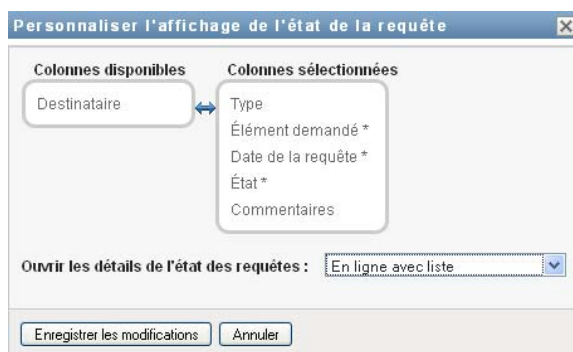 Personnaliser l'affichage de l'état de la requête
Colonnes disponibles
Colonnes sélectionnées
Destinataire
Type
Élément demandé *
Date de la requête *
État *
Commentaires
Ouvrir les détails de l'état des requêtes :
En ligne avec liste
Enregistrer les modifications
Annuler